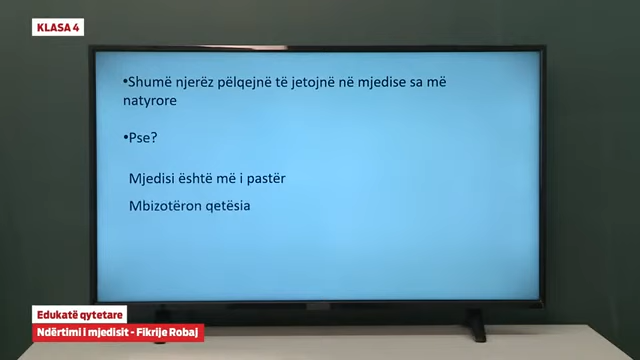 KLASA 4
•Shumë njerëz pëlqejnë të jetojnë në mjedise sa më
natyrore
•Pse?
Mjedisi është më i pastër
Mbizotëron qetësia
Edukatë qytetare
Ndërtimi I mjedisit - Fikrije Robaj